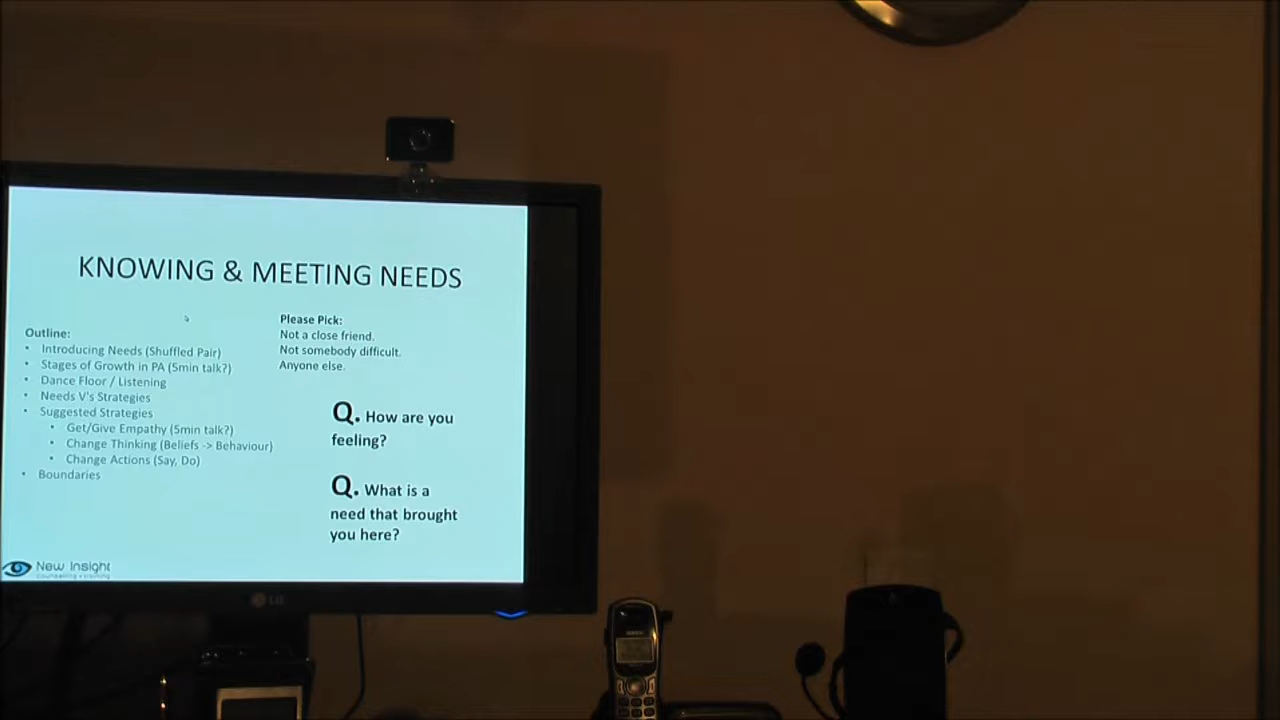 KNOWING & MEETING NEEDS
Outline:
• Introducing Needs (Shuffled Pair)
• Stages of Growth in PA (5min talk?)
• Dance Floor / Listening
• Needs V's Strategies
• Suggested Strategies
• Get/Give Empathy (5min talk?)
• Change Thinking (Beliefs -> Behaviour)
• Change Actions (Say, Do)
• Boundaries
Please Pick:
Not a close friend.
Not somebody difficult.
Anyone else.
Q. How are you
feeling?
Q. What is a
need that brought
you here?
New Insight
counselling + training
LG